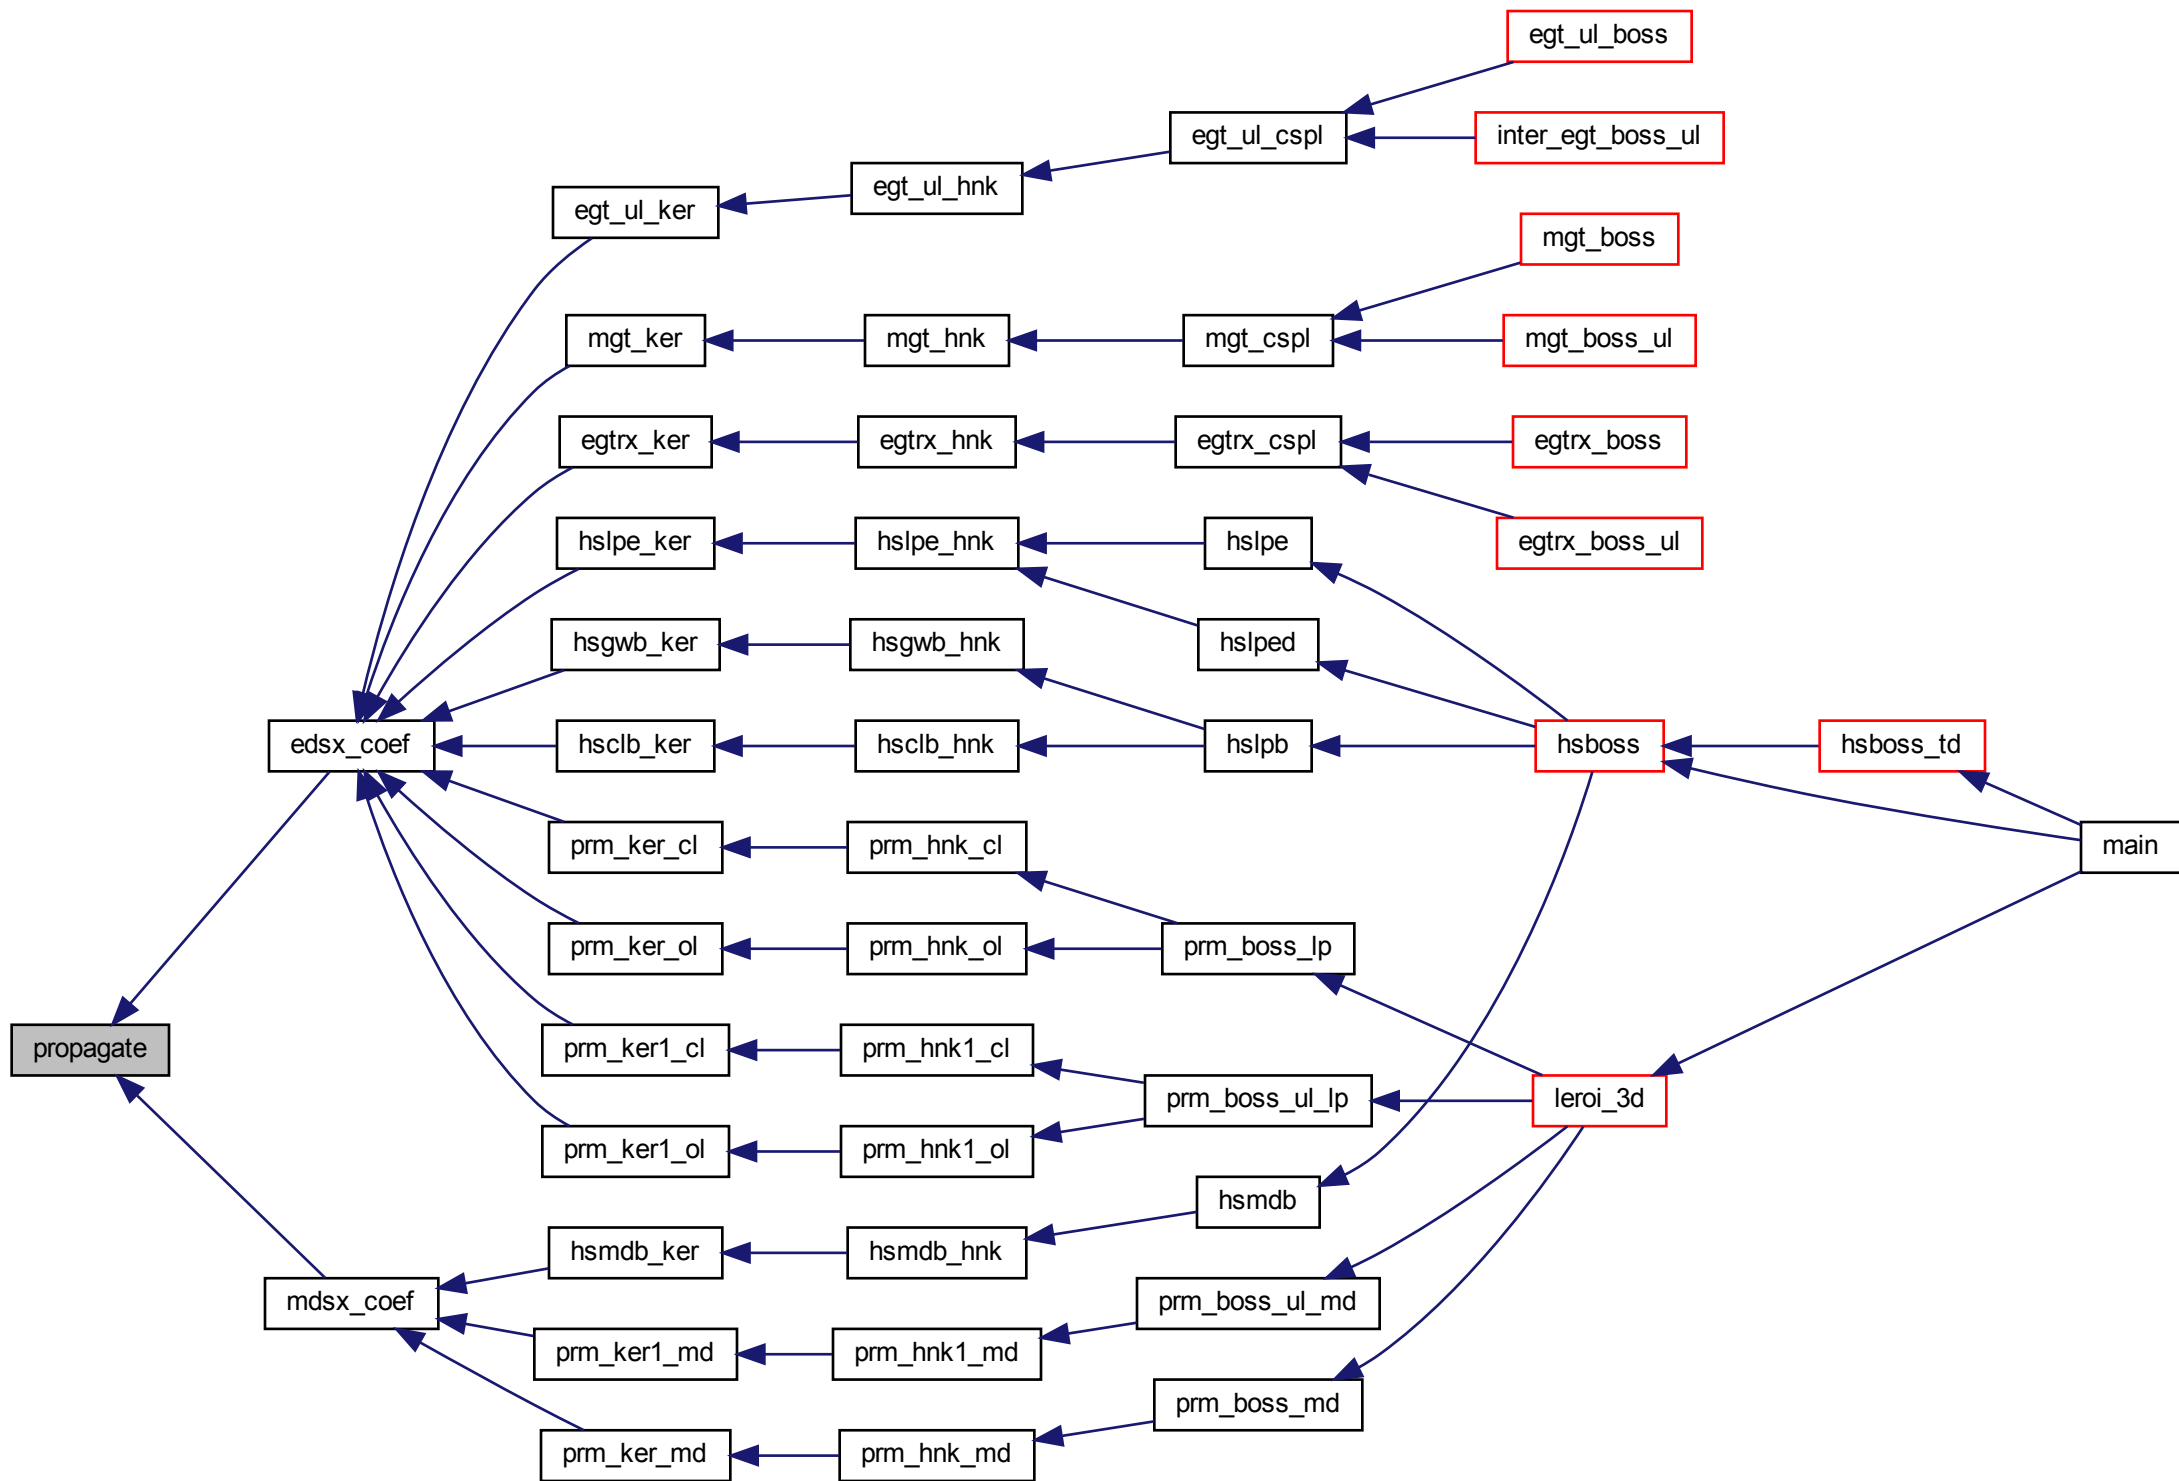 egt_ul_boss
inter_egt_boss_ul
egt_ul_cspl
egt_ul_hnk
egt_ul_ker
mgt_boss
mgt_ker
mgt_hnk
mgt_cspl
mgt_boss_ul
egtrx_ker
egtrx_hnk
egtrx_cspl
egtrx_boss
hslpe_ker
hslpe_hnk
hslpe
egtrx_boss_ul
hsgwb_ker
hsgwb_hnk
hslped
edsx_coef
hsclb_ker
hsclb_hnk
hslpb
hsboss
hsboss_td
prm_ker_cl
prm_hnk_cl
main
prm_ker_ol
prm_hnk_ol
prm_boss_lp
propagate
prm_ker1_cl
prm_hnk1_cl
prm_boss_ul_lp
leroi_3d
prm_ker1_ol
prm_hnk1_ol
hsmdb
hsmdb_ker
hsmdb_hnk
mdsx_coef
prm_boss_ul_md
prm_ker1_md
prm_hnk1_md
prm_boss_md
prm_ker_md
prm_hnk_md